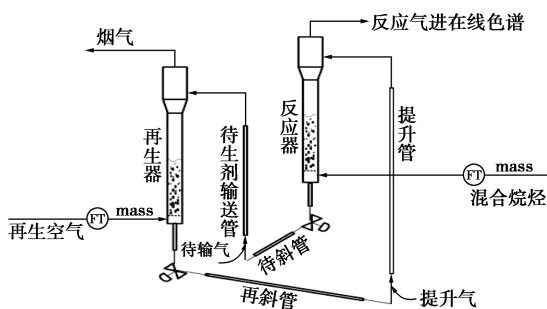 烟气
反应气进在线色谱
再生器
待生剂输送管
反应器
提升管
FT
mass
混合烷烃
FT
mass
再生空气
待输气
待斜管
再斜管
提升气